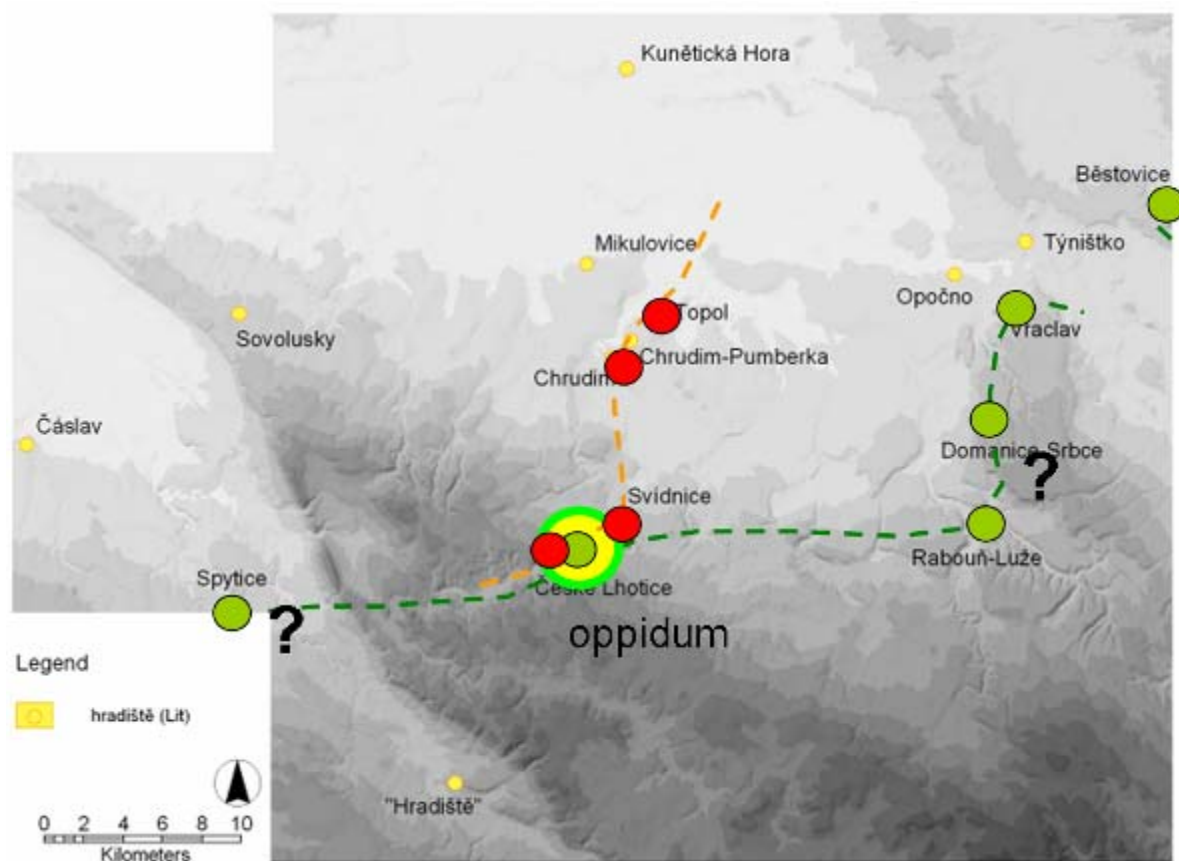 Kunětická Hora
Běstovice
Mikulovice
Týništko
Opočno
Sovolusky
Topol
Vraclav
Chrudim-Pumberka
Chrudim
Čáslav
Domanice-Srbce
?
Svidnice
Rabouň-Luže
Spytice
České Lhotice
?
oppidum
Legend
hradiště (Lit)
"Hradiště"
0 2 4 6 8 10
Kilometers